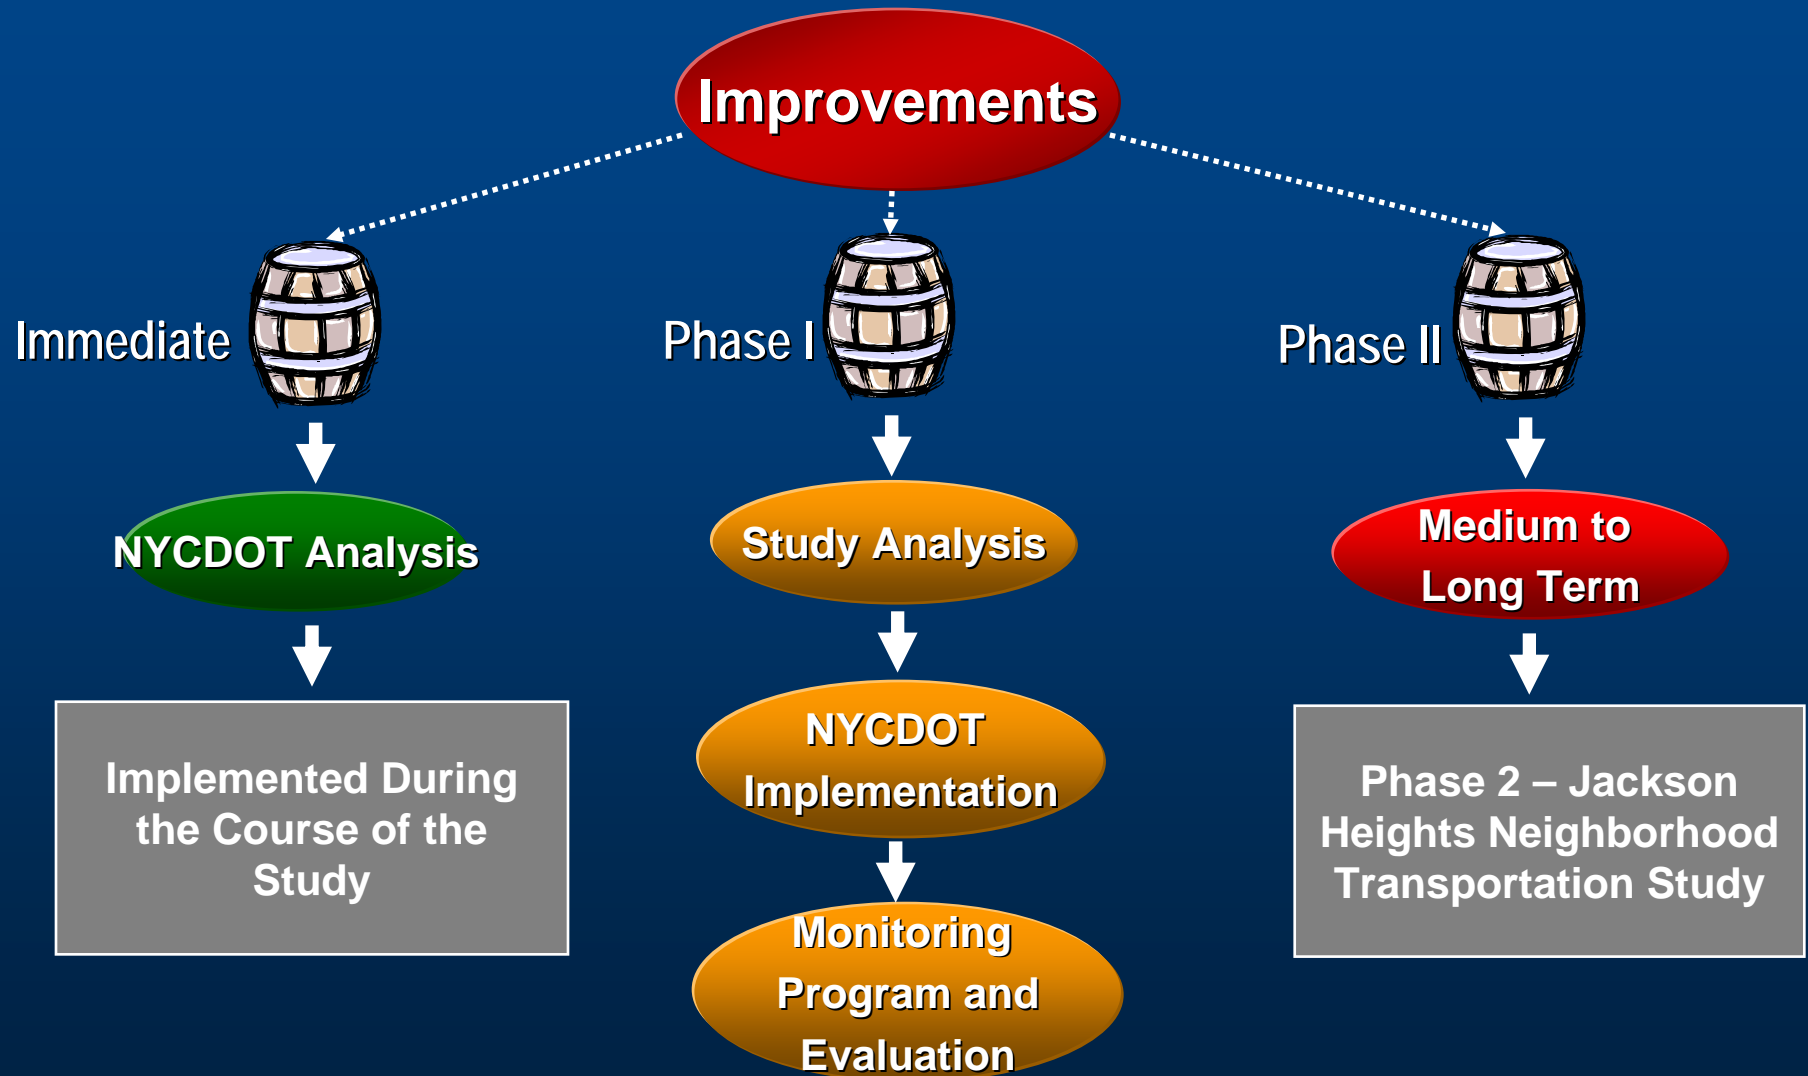 Improvements
Immediate
Phase I
Phase II
NYCDOT Analysis
Study Analysis
Medium to
Long Term
Implemented During
the Course of the
Study
NYCDOT
Implementation
Phase 2 – Jackson
Heights Neighborhood
Transportation Study
Monitoring
Program and
Evaluation